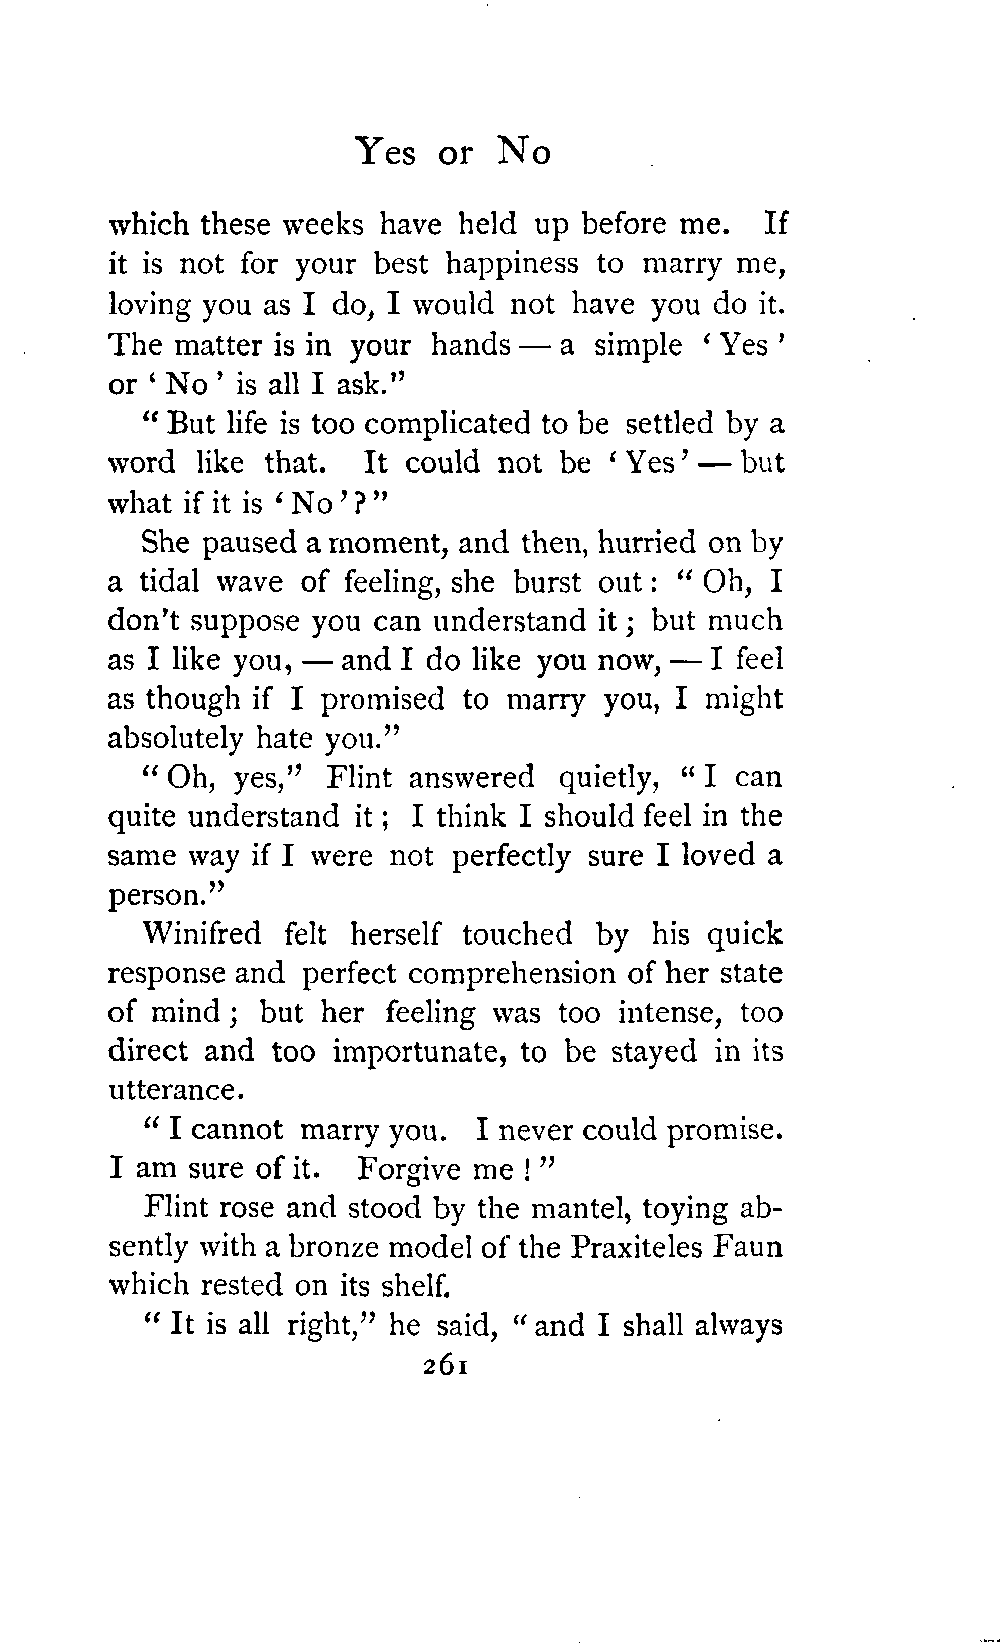 Yes or No
which these weeks have held up before me. If
it is not for your best happiness to marry me,
loving you as I do, I would not have you do it.
The matter is in your hands — a simple ‘ Yes ’
or ‘ No ’ is all I ask.”
“ But life is too complicated to be settled by a
word like that. It could not be ‘ Yes ’ — but
what if it is ‘ No ’ ? ”
She paused a moment, and then, hurried on by
a tidal wave of feeling, she burst out : “ Oh, I
don’t suppose you can understand it ; but much
as I like you, — and I do like you now, — I feel
as though if I promised to marry you, I might
absolutely hate you.”
“ Oh, yes,” Flint answered quietly, “ I can
quite understand it ; I think I should feel in the
same way if I were not perfectly sure I loved a
person.”
Winifred felt herself touched by his quick
response and perfect comprehension of her state
of mind ; but her feeling was too intense, too
direct and too importunate, to be stayed in its
utterance.
“ I cannot marry you. I never could promise.
I am sure of it. Forgive me ! ”
Flint rose and stood by the mantel, toying ab-
sently with a bronze model of the Praxiteles Faun
which rested on its shelf.
“ It is all right,” he said, “ and I shall always
261